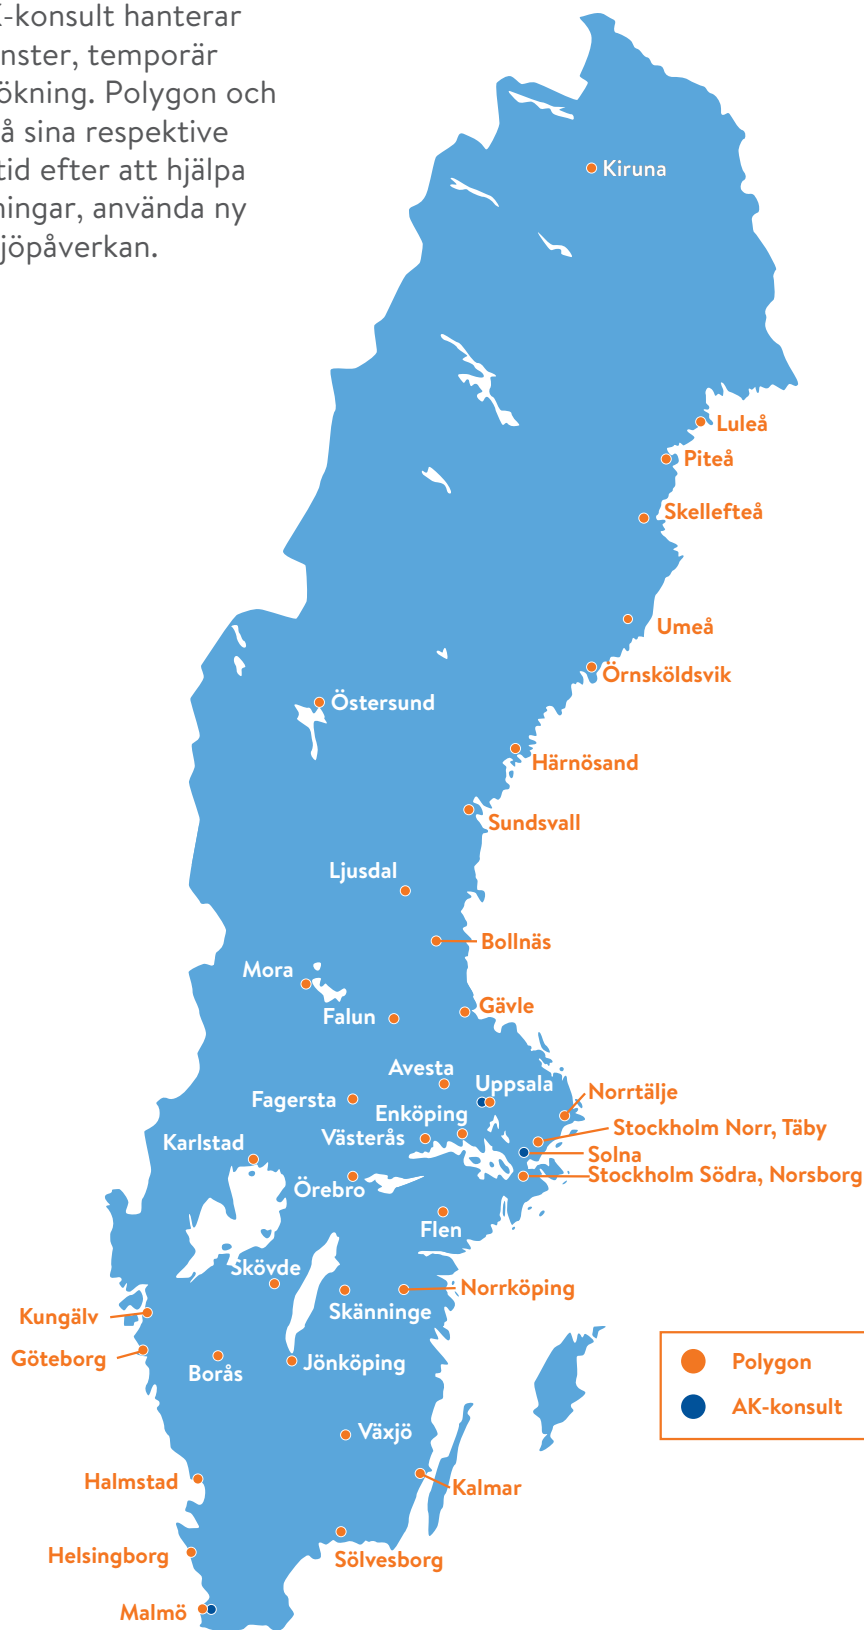 K-konsult hanterar
nster, temporär
ökning. Polygon och
å sina respektive
tid efter att hjälpa
ningar, använda ny
jöpåverkan.
Kiruna
Luleå
Piteå
Skellefteå
Umeå
Örnsköldsvik
Östersund
Härnösand
Sundsvall
Ljusdal
Bollnäs
Mora
Gävle
Falun
Avesta
Uppsala
Norrtälje
Fagersta
Enköping
Stockholm Norr, Täby
Västerås
Karlstad
Solna
Stockholm Södra, Norsborg
Örebro
Flen
Skövde
Norrköping
Skänninge
Kungälv
Göteborg
Jönköping
Borås
Polygon
AK-konsult
Växjö
Halmstad
Kalmar
Helsingborg
Sölvesborg
Malmö